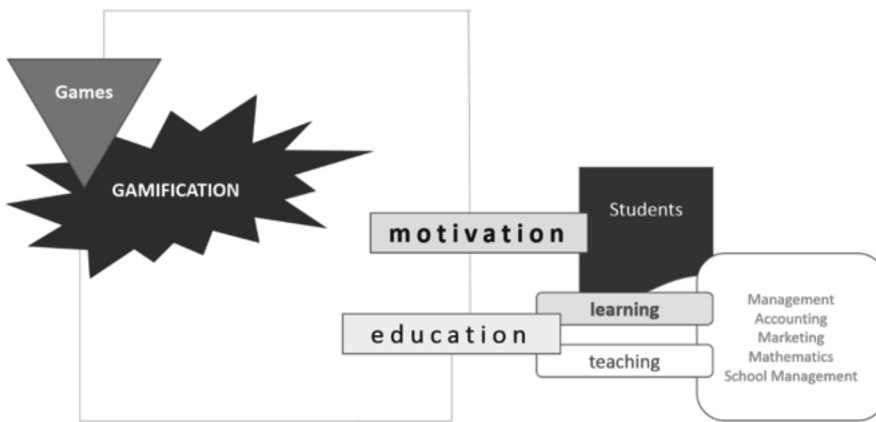 Games
GAMIFICATION
Students
motivation
learning
education
teaching
Management
Accounting
Marketing
Mathematics
School Management